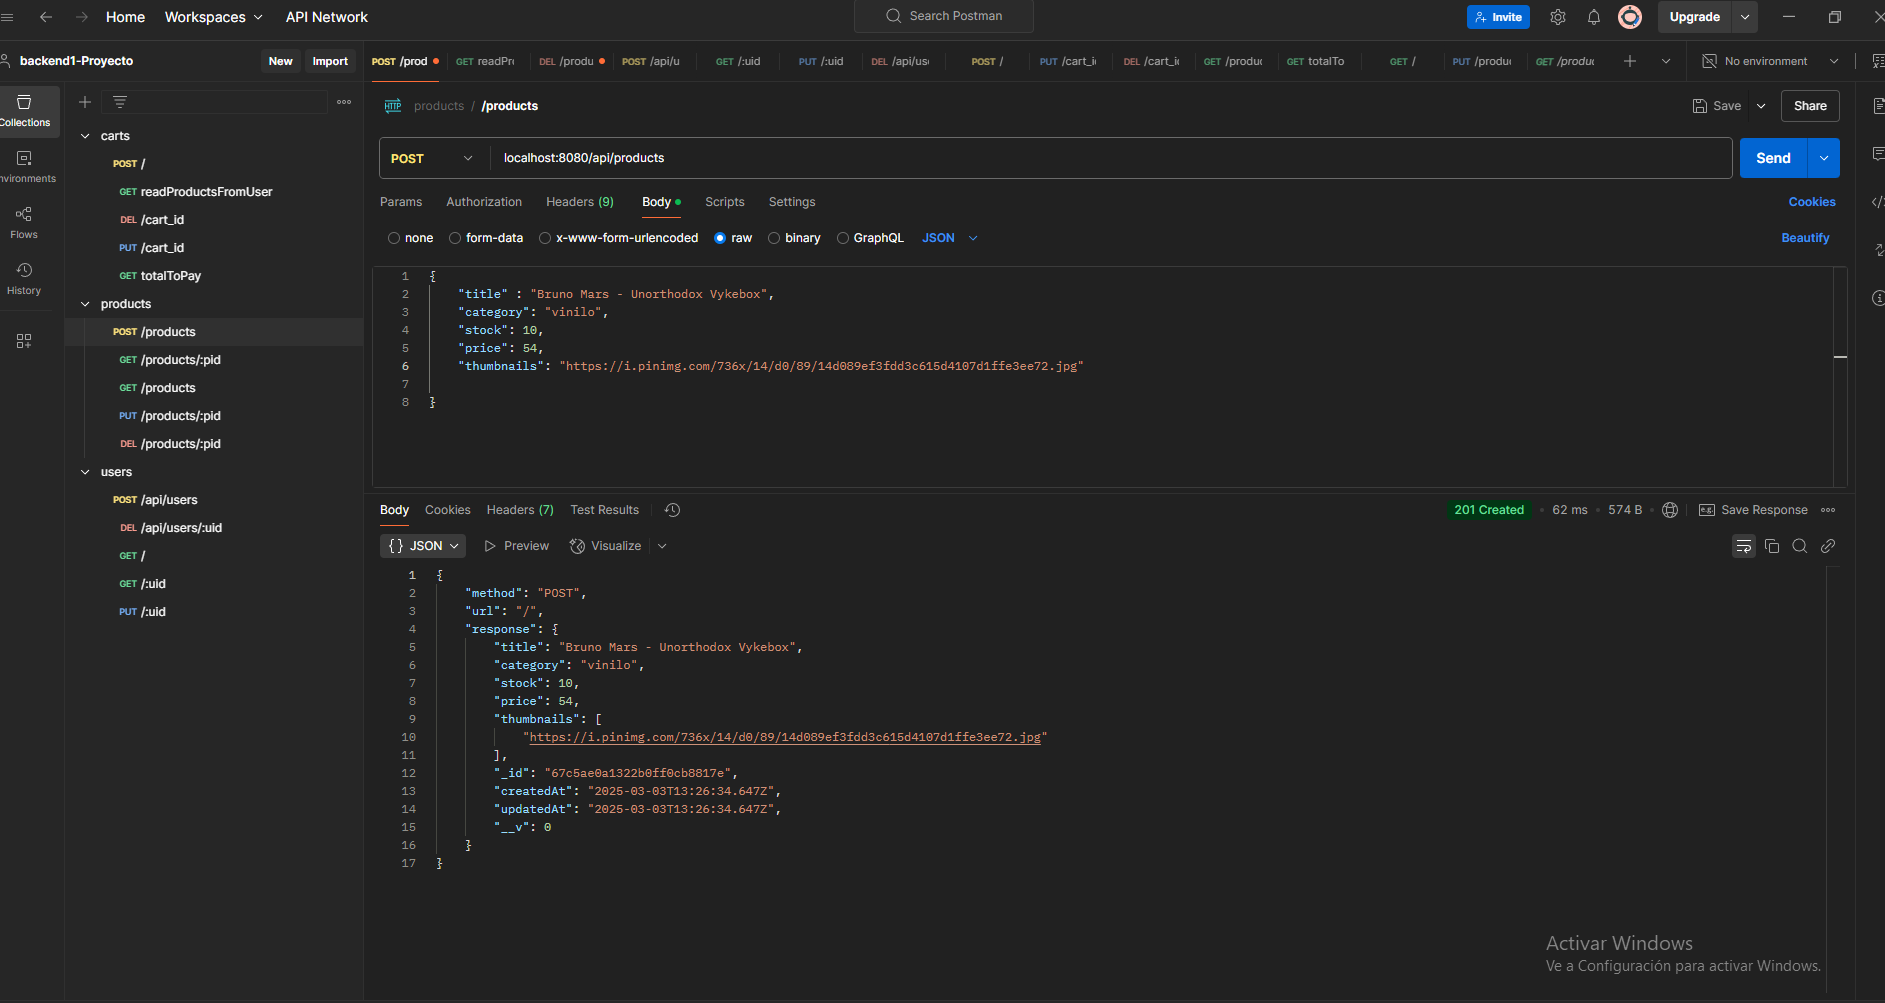 Home Workspaces API Network
Search Postman
Invite
Upgrade
backend1-Proyecto
New Import
POST /prod GET readPr DEL /produ POST /api/u GET /:uid PUT /:uid DEL /api/us POST / PUT /cart_i DEL /cart_i GET /produ GET totalTo GET / PUT /produ GET /produ
No environment
Collections
nvironments
Flows
History
carts
POST /
GET readProductsFromUser
DEL /cart_id
PUT /cart_id
GET totalToPay
products
POST /products
GET /products/:pid
GET /products
PUT /products/:pid
DEL /products/:pid
users
POST /api/users
DEL /api/users/:uid
GET /
GET /:uid
PUT /:uid
HTTP products / /products
Save Share
POST localhost:8080/api/products
Send
Params Authorization Headers (9) Body Scripts Settings
Cookies
none form-data x-www-form-urlencoded raw binary GraphQL JSON
Beautify
1 {
2 "title" : "Bruno Mars - Unorthodox Vykebox",
3 "category": "vinilo",
4 "stock": 10,
5 "price": 54,
6 "thumbnails": "https://i.pinimg.com/736x/14/d0/89/14d089ef3fdd3c615d4107d1ffe3ee72.jpg"
7
8 }
Body Cookies Headers (7) Test Results
201 Created 62 ms 574 B e.g. Save Response
{} JSON Preview Visualize
1 {
2 "method": "POST",
3 "url": "/",
4 "response": {
5 "title": "Bruno Mars - Unorthodox Vykebox",
6 "category": "vinilo",
7 "stock": 10,
8 "price": 54,
9 "thumbnails": [
10 "https://i.pinimg.com/736x/14/d0/89/14d089ef3fdd3c615d4107d1ffe3ee72.jpg"
11 ],
12 "_id": "67c5ae0a1322b0ff0cb8817e",
13 "createdAt": "2025-03-03T13:26:34.647Z",
14 "updatedAt": "2025-03-03T13:26:34.647Z",
15 "__v": 0
16 }
17 }
Activar Windows
Ve a Configuración para activar Windows.